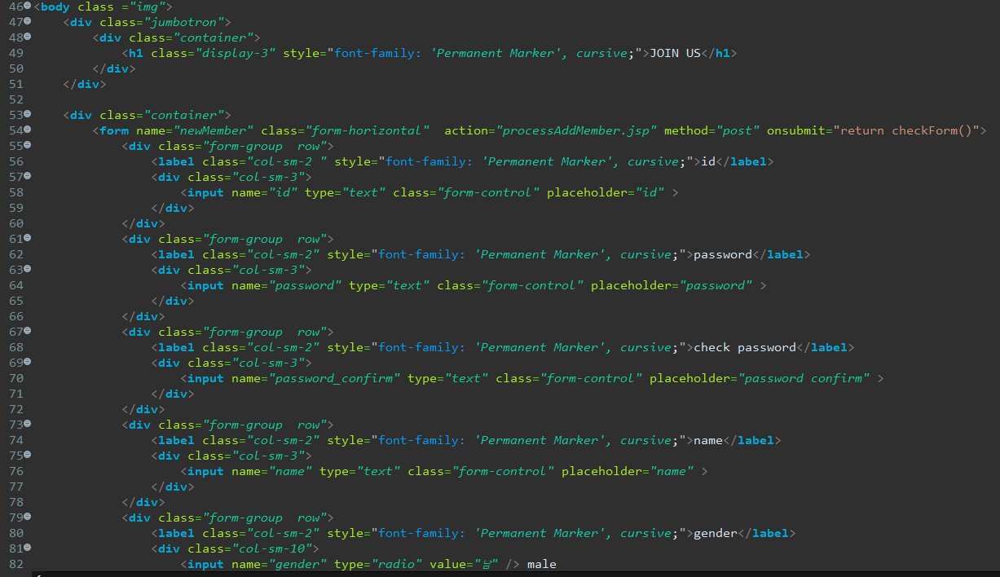 46 <body class ="img">
47     <div class="jumbotron">
48         <div class="container">
49             <h1 class="display-3" style="font-family: 'Permanent Marker', cursive;">JOIN US</h1>
50         </div>
51     </div>
52
53     <div class="container">
54         <form name="newMember" class="form-horizontal"  action="processAddMember.jsp" method="post" onsubmit="return checkForm()">
55             <div class="form-group  row">
56                 <label class="col-sm-2 " style="font-family: 'Permanent Marker', cursive;">id</label>
57                 <div class="col-sm-3">
58                     <input name="id" type="text" class="form-control" placeholder="id" >
59                 </div>
60             </div>
61             <div class="form-group  row">
62                 <label class="col-sm-2" style="font-family: 'Permanent Marker', cursive;">password</label>
63                 <div class="col-sm-3">
64                     <input name="password" type="text" class="form-control" placeholder="password" >
65                 </div>
66             </div>
67             <div class="form-group  row">
68                 <label class="col-sm-2" style="font-family: 'Permanent Marker', cursive;">check password</label>
69                 <div class="col-sm-3">
70                     <input name="password_confirm" type="text" class="form-control" placeholder="password confirm" >
71                 </div>
72             </div>
73             <div class="form-group  row">
74                 <label class="col-sm-2" style="font-family: 'Permanent Marker', cursive;">name</label>
75                 <div class="col-sm-3">
76                     <input name="name" type="text" class="form-control" placeholder="name" >
77                 </div>
78             </div>
79             <div class="form-group  row">
80                 <label class="col-sm-2" style="font-family: 'Permanent Marker', cursive;">gender</label>
81                 <div class="col-sm-10">
82                     <input name="gender" type="radio" value="남" /> male